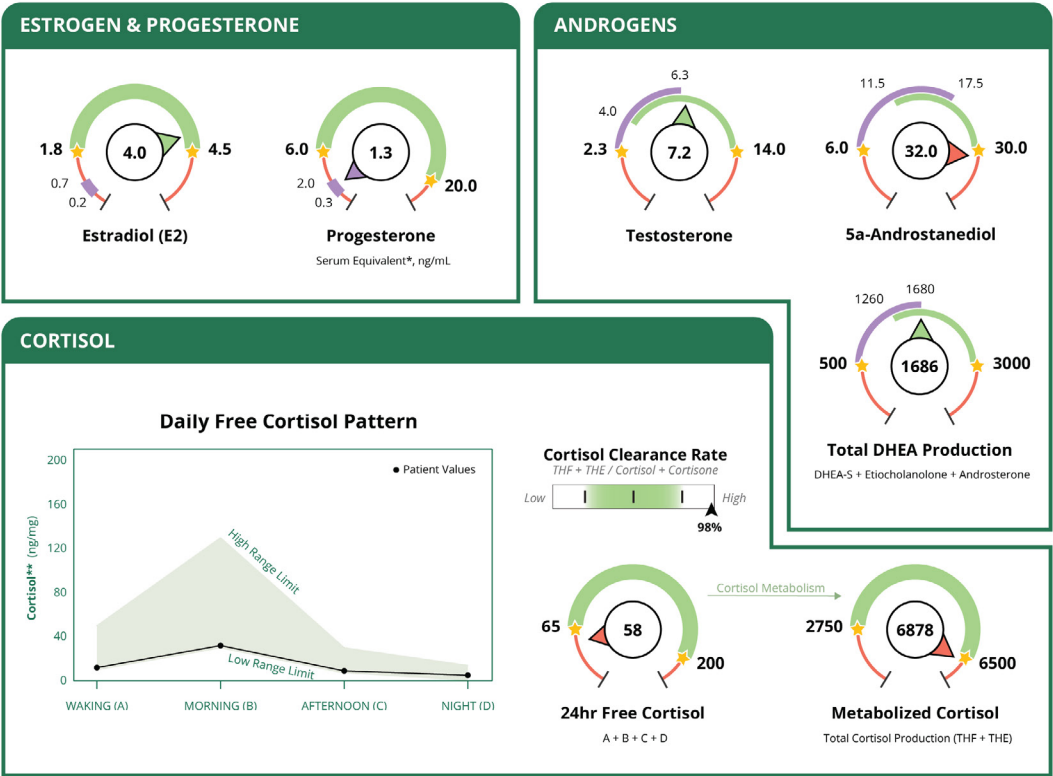 ESTROGEN & PROGESTERONE
1.8
4.0
4.5
0.7
0.2
Estradiol (E2)
6.0
1.3
20.0
2.0
0.3
Progesterone
Serum Equivalent*, ng/mL
ANDROGENS
6.3
4.0
2.3
7.2
14.0
Testosterone
11.5
17.5
6.0
32.0
30.0
5a-Androstanediol
1680
1260
500
1686
3000
Total DHEA Production
DHEA-S + Etiocholanolone + Androsterone
CORTISOL
Daily Free Cortisol Pattern
Cortisol** (ng/mg)
200
160
120
80
40
0
Patient Values
High Range Limit
Low Range Limit
WAKING (A)
MORNING (B)
AFTERNOON (C)
NIGHT (D)
Cortisol Clearance Rate
THF + THE / Cortisol + Cortisone
Low
High
98%
65
58
200
24hr Free Cortisol
A + B + C + D
Cortisol Metabolism
2750
6878
6500
Metabolized Cortisol
Total Cortisol Production (THF + THE)